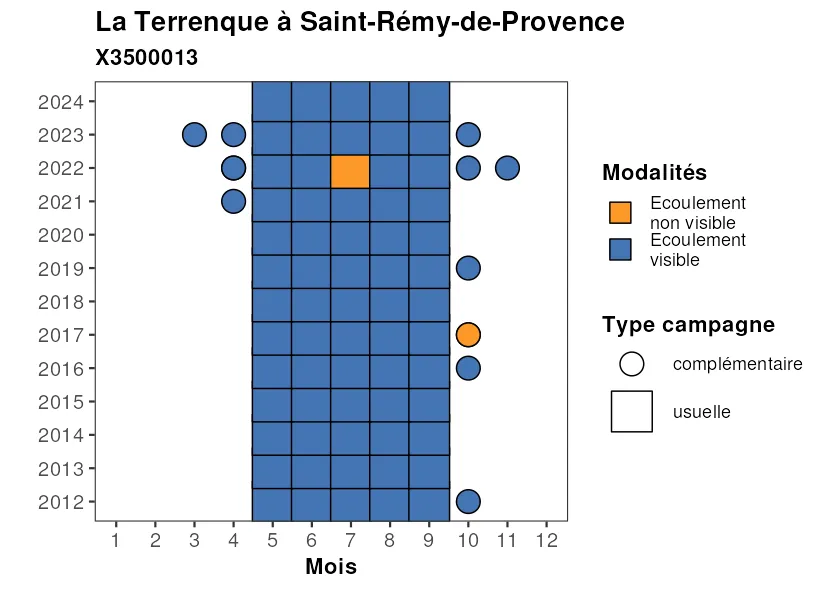 La Terrenque à Saint-Rémy-de-Provence
X3500013
2024
2023
2022
2021
2020
2019
2018
2017
2016
2015
2014
2013
2012
1 2 3 4 5 6 7 8 9 10 11 12
Mois
Modalités
Ecoulement
non visible
Ecoulement
visible
Type campagne
complémentaire
usuelle